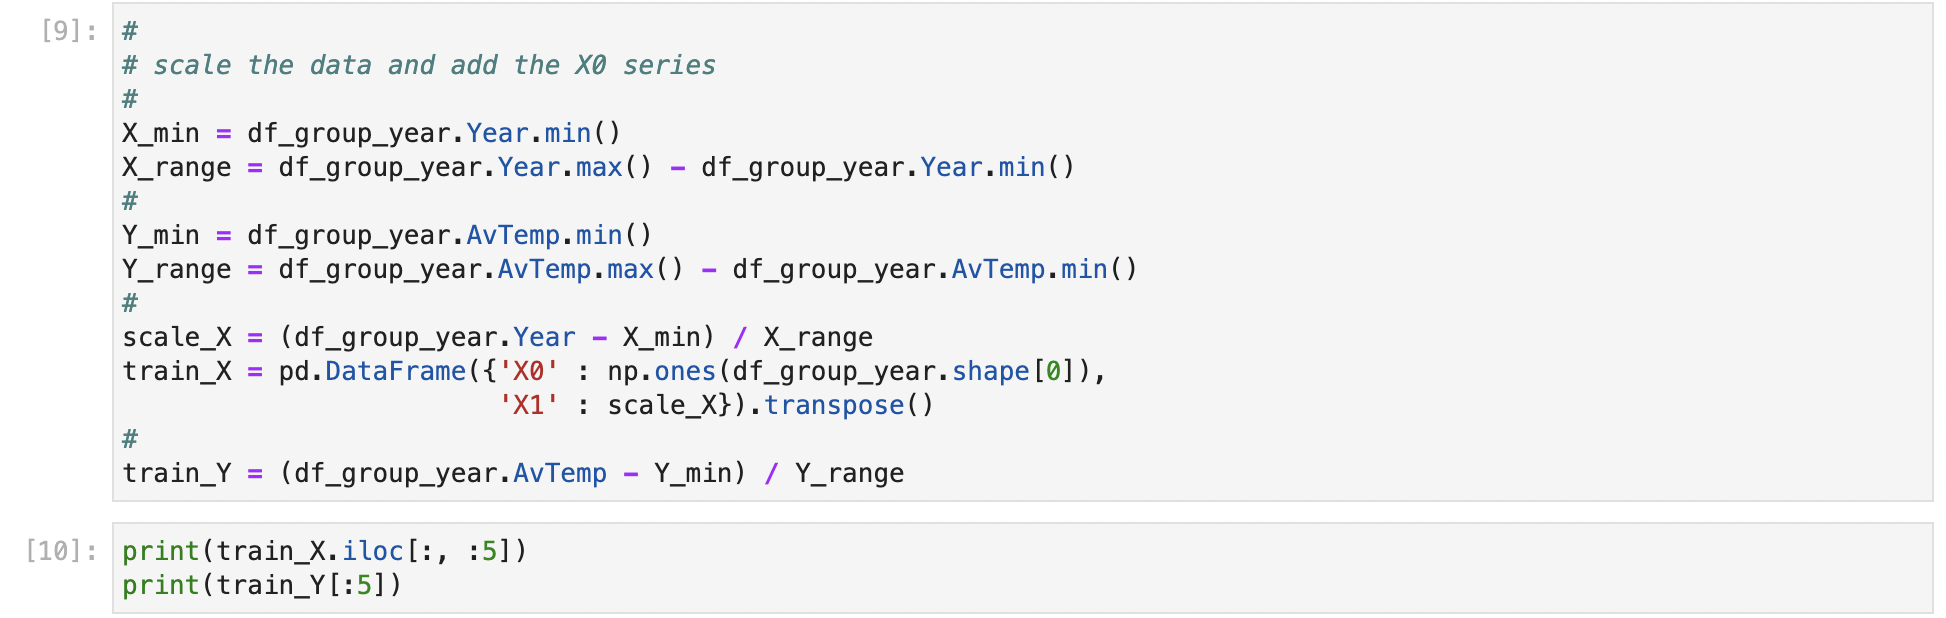 [9]: #
# scale the data and add the X0 series
#
X_min = df_group_year.Year.min()
X_range = df_group_year.Year.max() - df_group_year.Year.min()
#
Y_min = df_group_year.AvTemp.min()
Y_range = df_group_year.AvTemp.max() - df_group_year.AvTemp.min()
#
scale_X = (df_group_year.Year - X_min) / X_range
train_X = pd.DataFrame({'X0' : np.ones(df_group_year.shape[0]),
                        'X1' : scale_X}).transpose()
#
train_Y = (df_group_year.AvTemp - Y_min) / Y_range
[10]: print(train_X.iloc[:, :5])
print(train_Y[:5])